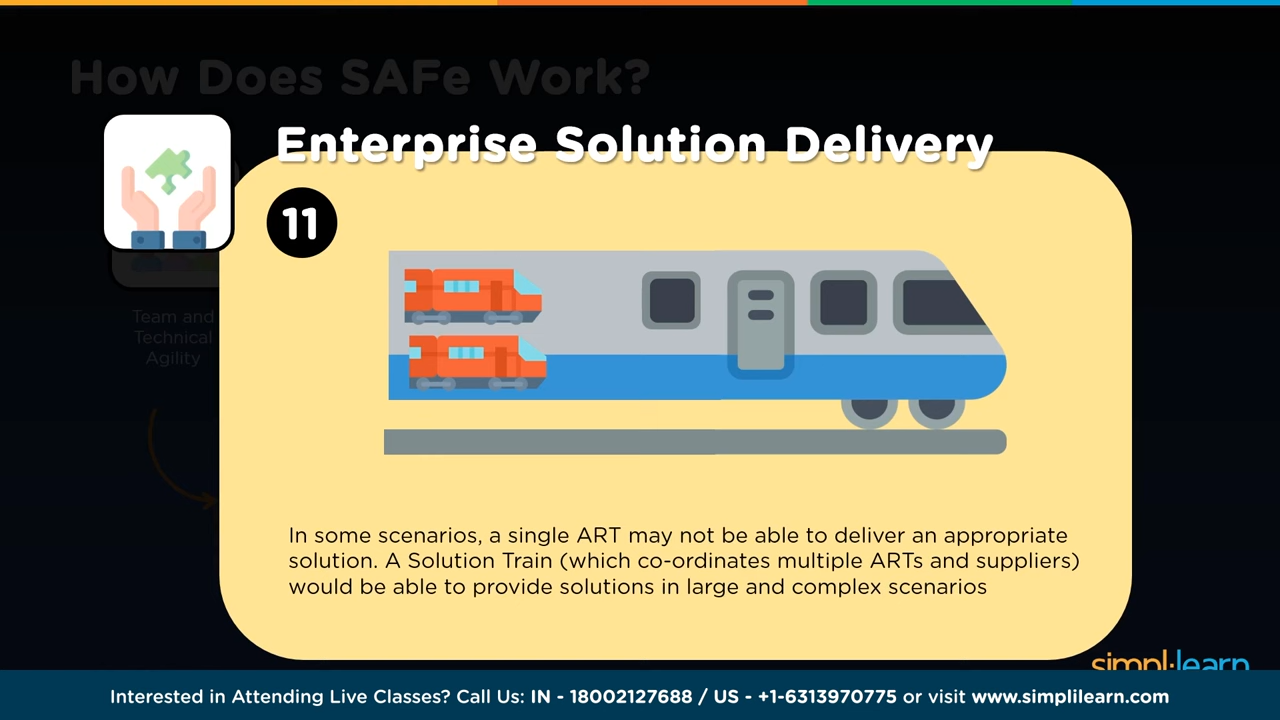 How Does SAFe Work?
Enterprise Solution Delivery
11
Team and
Technical
Agility
In some scenarios, a single ART may not be able to deliver an appropriate
solution. A Solution Train (which co-ordinates multiple ARTs and suppliers)
would be able to provide solutions in large and complex scenarios
simpl·learn
Interested in Attending Live Classes? Call Us: IN - 18002127688 / US - +1-6313970775 or visit www.simplilearn.com